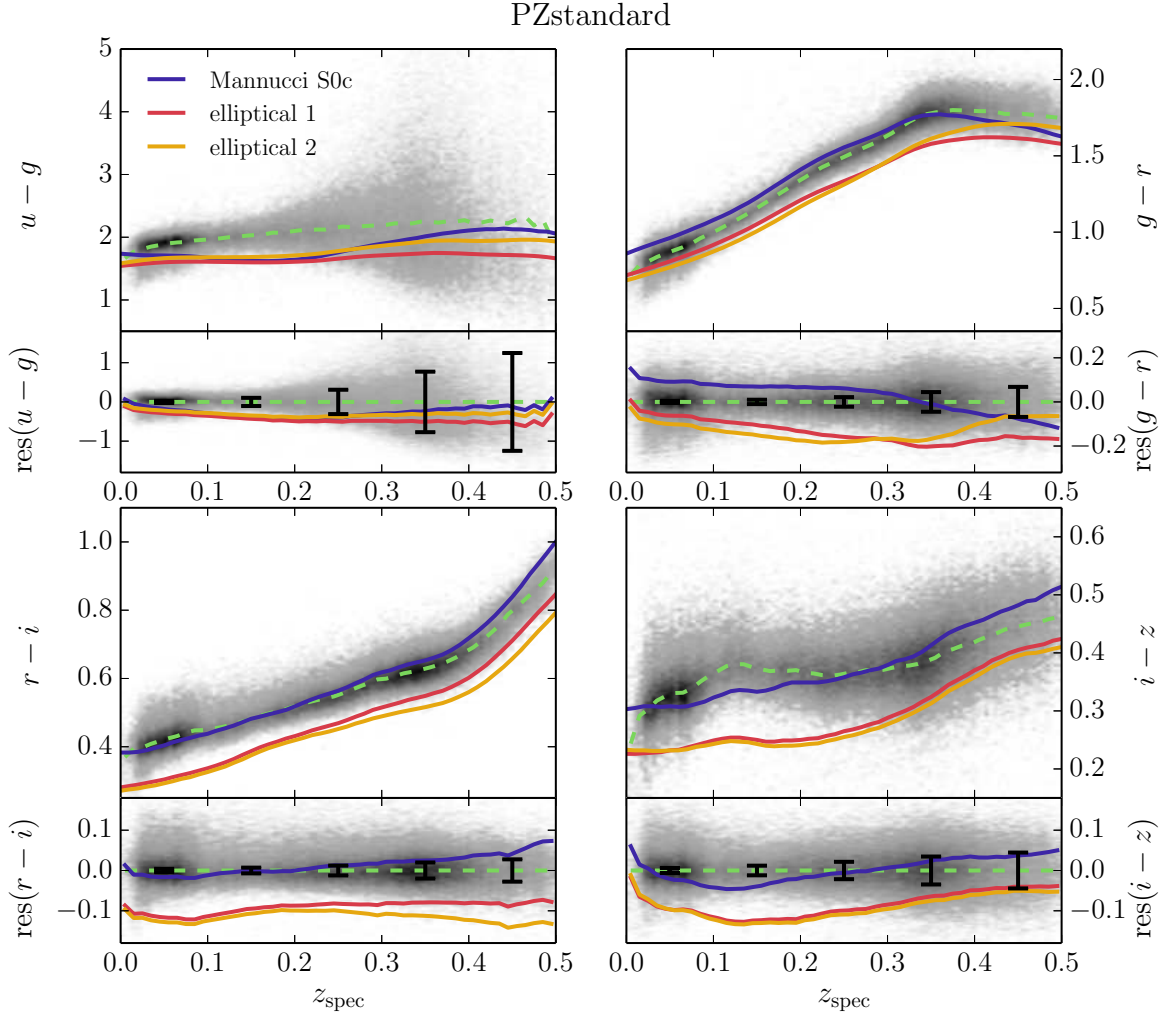 PZstandard
5
4
3
2
1
u − g
Mannucci S0c
elliptical 1
elliptical 2
2.0
1.5
1.0
0.5
g − r
1
0
−1
res(u − g)
0.2
0.0
−0.2
res(g − r)
0.0 0.1 0.2 0.3 0.4 0.5
0.0 0.1 0.2 0.3 0.4 0.5
1.0
0.8
0.6
0.4
r − i
0.6
0.5
0.4
0.3
0.2
i − z
0.1
0.0
−0.1
res(r − i)
0.1
0.0
−0.1
res(i − z)
0.0 0.1 0.2 0.3 0.4 0.5
0.0 0.1 0.2 0.3 0.4 0.5
z_spec
z_spec